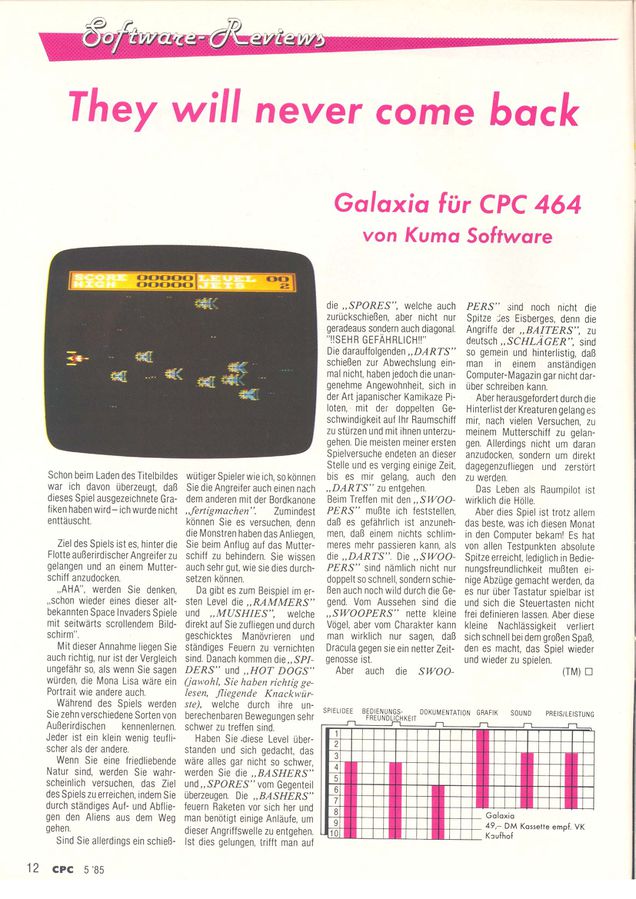 Software-Reviews
They will never come back
Galaxia für CPC 464
von Kuma Software
SCORE 00000 LEVEL 00
HIGH 00000 JETS 2
Schon beim Laden des Titelbildes
war ich davon überzeugt, daß
dieses Spiel ausgezeichnete Gra-
fiken haben wird – ich wurde nicht
enttäuscht.
Ziel des Spiels ist es, hinter die
Flotte außerirdischer Angreifer zu
gelangen und an einem Mutter-
schiff anzudocken.
„AHA", werden Sie denken,
„schon wieder eines dieser alt-
bekannten Space Invaders Spiele
mit seitwärts scrollendem Bild-
schirm".
Mit dieser Annahme liegen Sie
auch richtig, nur ist der Vergleich
ungefähr so, als wenn Sie sagen
würden, die Mona Lisa wäre ein
Portrait wie andere auch.
Während des Spiels werden
Sie zehn verschiedene Sorten von
Außerirdischen kennenlernen.
Jeder ist ein klein wenig teufli-
scher als der andere.
Wenn Sie eine friedliebende
Natur sind, werden Sie wahr-
scheinlich versuchen, das Ziel
des Spiels zu erreichen, indem Sie
durch ständiges Auf- und Abflie-
gen den Aliens aus dem Weg
gehen.
Sind Sie allerdings ein schieß-
wütiger Spieler wie ich, so können
Sie die Angreifer auch einen nach
dem anderen mit der Bordkanone
„fertigmachen". Zumindest
können Sie es versuchen, denn
die Monstren haben das Anliegen,
Sie beim Anflug auf das Mutter-
schiff zu behindern. Sie wissen
auch sehr gut, wie sie dies durch-
setzen können.
Da gibt es zum Beispiel im er-
sten Level die „RAMMERS"
und „MUSHIES", welche
direkt auf Sie zufliegen und durch
geschicktes Manövrieren und
ständiges Feuern zu vernichten
sind. Danach kommen die „SPI-
DERS" und „HOT DOGS"
(jawohl, Sie haben richtig ge-
lesen, fliegende Knackwür-
ste), welche durch ihre un-
berechenbaren Bewegungen sehr
schwer zu treffen sind.
Haben Sie diese Level über-
standen und sich gedacht, das
wäre alles gar nicht so schwer,
werden Sie die „BASHERS"
und „SPORES" vom Gegenteil
überzeugen. Die „BASHERS"
feuern Raketen vor sich her und
man benötigt einige Anläufe, um
dieser Angriffswelle zu entgehen.
Ist dies gelungen, trifft man auf
die „SPORES", welche auch
zurückschießen, aber nicht nur
geradeaus sondern auch diagonal.
"!!SEHR GEFÄHRLICH!!"
Die darauffolgenden „DARTS"
schießen zur Abwechslung ein-
mal nicht, haben jedoch die unan-
genehme Angewohnheit, sich in
der Art japanischer Kamikaze Pi-
loten, mit der doppelten Ge-
schwindigkeit auf Ihr Raumschiff
zu stürzen und mit ihnen unterzu-
gehen. Die meisten meiner ersten
Spielversuche endeten an dieser
Stelle und es verging einige Zeit,
bis es mir gelang, auch den
„DARTS" zu entgehen.
Beim Treffen mit den „SWOO-
PERS" mußte ich feststellen,
daß es gefährlich ist anzuneh-
men, daß einem nichts schlim-
meres mehr passieren kann, als
die „DARTS". Die „SWOO-
PERS" sind nämlich nicht nur
doppelt so schnell, sondern schie-
ßen auch noch wild durch die Ge-
gend. Vom Aussehen sind die
„SWOOPERS" nette kleine
Vögel, aber vom Charakter kann
man wirklich nur sagen, daß
Dracula gegen sie ein netter Zeit-
genosse ist.
Aber auch die SWOO-
PERS" sind noch nicht die
Spitze des Eisberges, denn die
Angriffe der „BAITERS", zu
deutsch „SCHLÄGER", sind
so gemein und hinterlistig, daß
man in einem anständigen
Computer-Magazin gar nicht dar-
über schreiben kann.
Aber herausgefordert durch die
Hinterlist der Kreaturen gelang es
mir, nach vielen Versuchen, zu
meinem Mutterschiff zu gelan-
gen. Allerdings nicht um daran
anzudocken, sondern um direkt
dagegenzufliegen und zerstört
zu werden.
Das Leben als Raumpilot ist
wirklich die Hölle.
Aber dies Spiel ist trotz allem
das beste, was ich diesen Monat
in den Computer bekam! Es hat
von allen Testpunkten absolute
Spitze erreicht, lediglich in Bedie-
nungsfreundlichkeit mußten ei-
nige Abzüge gemacht werden, da
es nur über Tastatur spielbar ist
und sich die Steuertasten nicht
frei definieren lassen. Aber diese
kleine Nachlässigkeit verliert
sich schnell bei dem großen Spaß,
den es macht, das Spiel wieder
und wieder zu spielen.
(TM) □
SPIELIDEE BEDIENUNGS-FREUNDLICHKEIT DOKUMENTATION GRAFIK SOUND PREIS/LEISTUNG
1
2
3
4
5
6
7
8
9
10
Galaxia
49,– DM Kassette empf. VK
Kaufhof
12 CPC 5'85